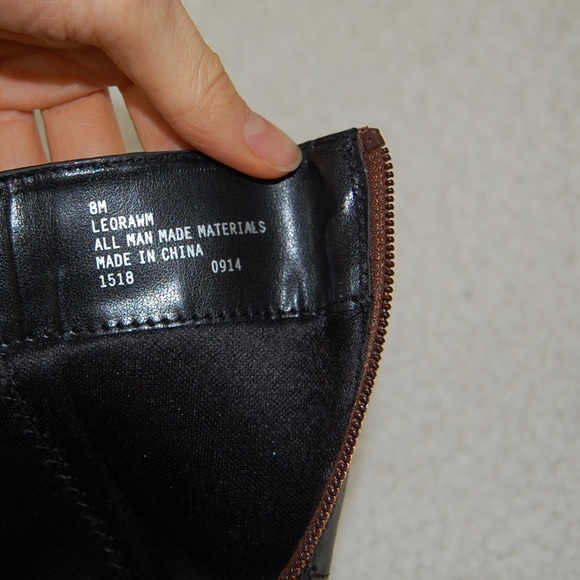 8M
LEORAWM
ALL MAN MADE MATERIALS
MADE IN CHINA
1518 0914